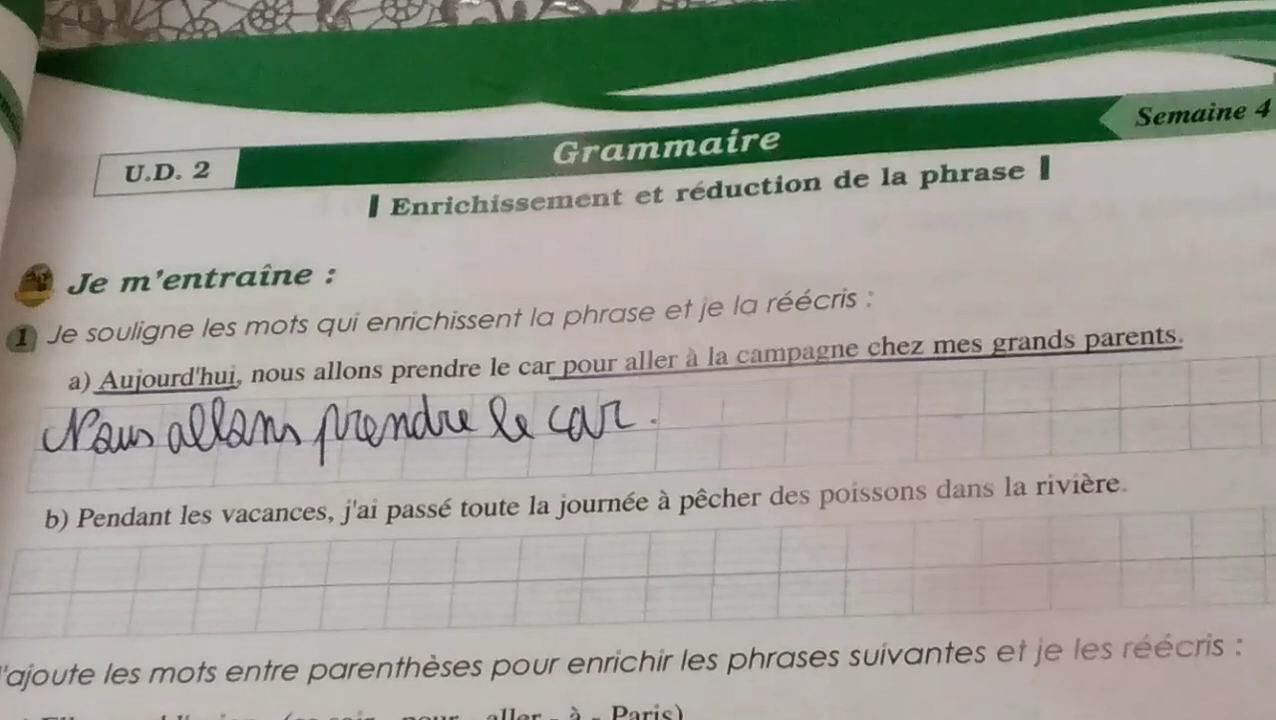 Semaine 4
U.D. 2
Grammaire
Enrichissement et réduction de la phrase
Je m'entraîne :
1 Je souligne les mots qui enrichissent la phrase et je la réécris :
a) Aujourd'hui, nous allons prendre le car pour aller à la campagne chez mes grands parents.
Nous allons prendre le car.
b) Pendant les vacances, j'ai passé toute la journée à pêcher des poissons dans la rivière.
J'ajoute les mots entre parenthèses pour enrichir les phrases suivantes et je les réécris :
pour aller - à - Paris)